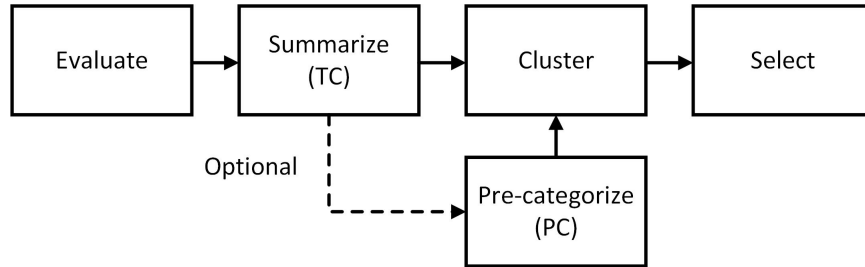 Evaluate
Summarize
(TC)
Cluster
Select
Optional
Pre-categorize
(PC)